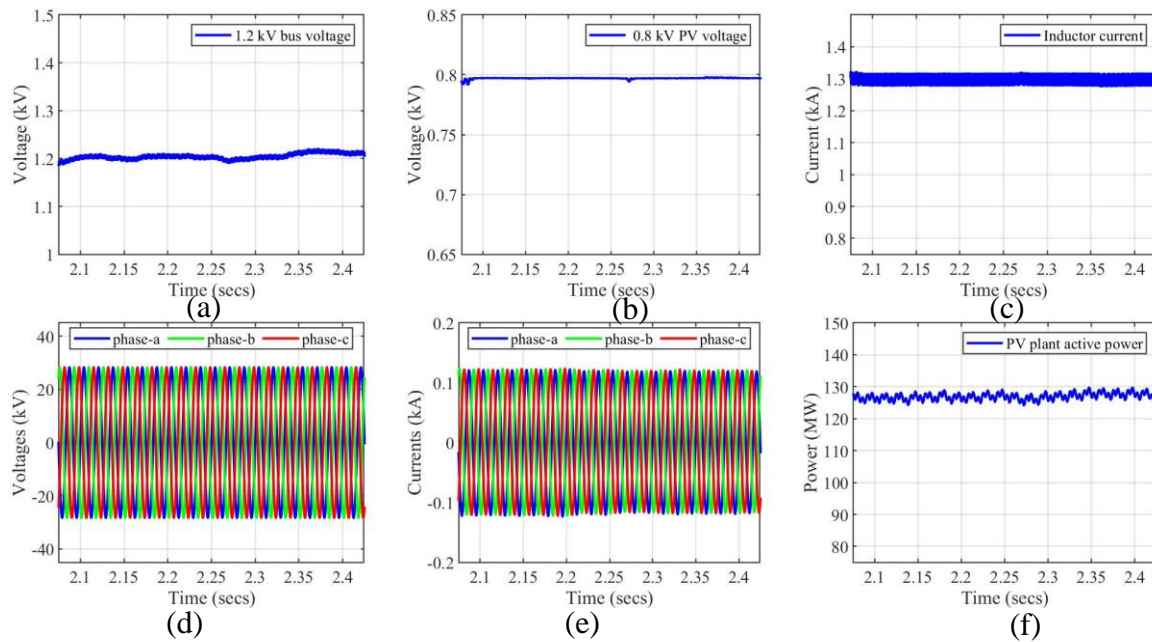 1.5
1.4
1.3
1.2
1.1
1
Voltage (kV)
1.2 kV bus voltage
2.1 2.15 2.2 2.25 2.3 2.35 2.4
Time (secs)
(a)
0.85
0.8
0.75
0.7
0.65
Voltage (kV)
0.8 kV PV voltage
2.1 2.15 2.2 2.25 2.3 2.35 2.4
Time (secs)
(b)
1.5
1.4
1.3
1.2
1.1
1
0.9
0.8
Current (kA)
Inductor current
2.1 2.15 2.2 2.25 2.3 2.35 2.4
Time (secs)
(c)
40
20
0
-20
-40
Voltages (kV)
phase-a phase-b phase-c
2.1 2.15 2.2 2.25 2.3 2.35 2.4
Time (secs)
(d)
0.2
0.1
0
-0.1
-0.2
Currents (kA)
phase-a phase-b phase-c
2.1 2.15 2.2 2.25 2.3 2.35 2.4
Time (secs)
(e)
150
140
130
120
110
100
90
80
Power (MW)
PV plant active power
2.1 2.15 2.2 2.25 2.3 2.35 2.4
Time (secs)
(f)